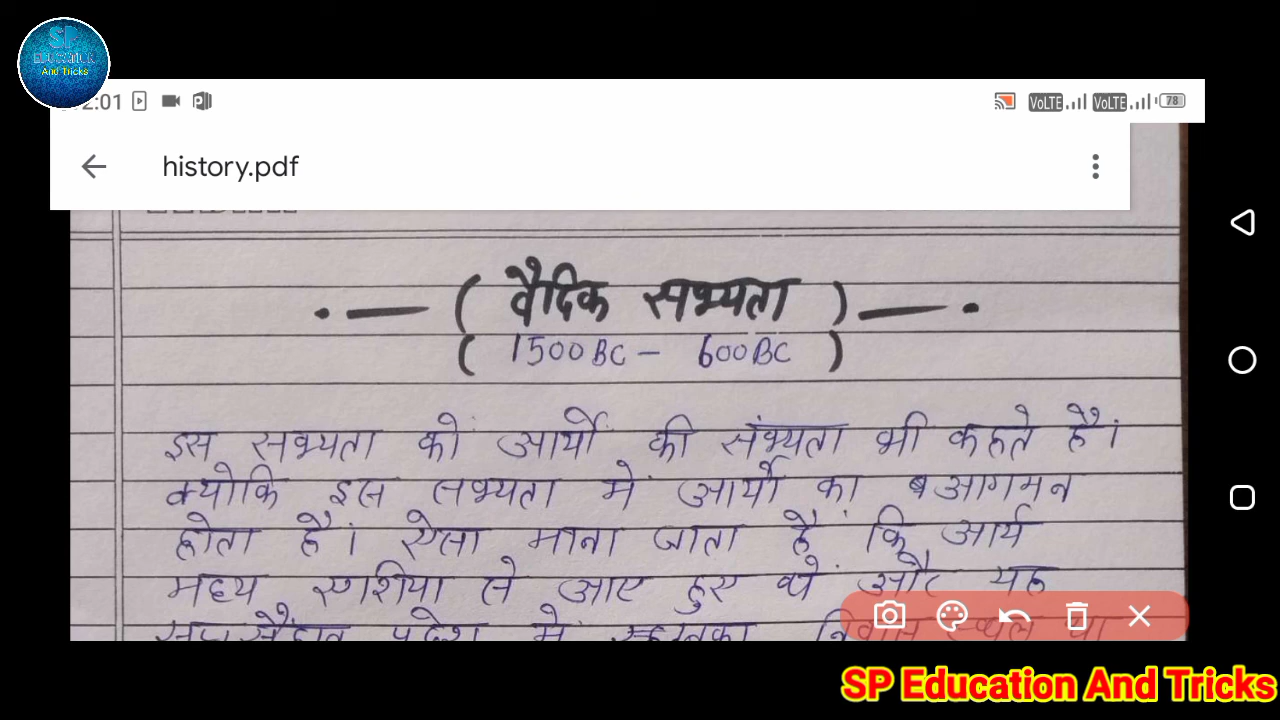 SP
EDUCATION
And Tricks
2:01
VoLTE VoLTE 78
history.pdf
( वैदिक सभ्यता )
( 1500 BC - 600 BC )
इस सभ्यता को आर्यो की संभ्यता भी कहते है।
क्योकि इस सभ्यता में आर्यो का आगमन
होता है। ऐसा माना जाता है कि आर्य
मध्य एशिया से आए हुए थे और यह
में
SP Education And Tricks